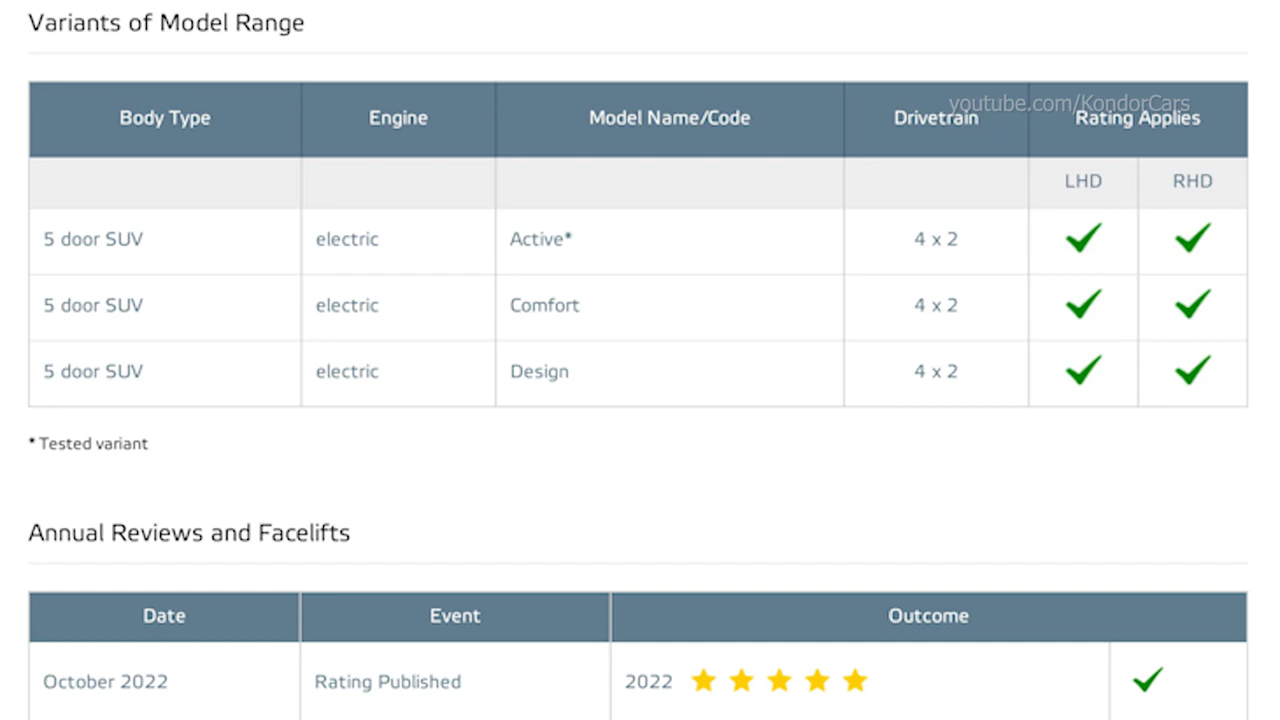 Variants of Model Range
youtube.com/KondorCars
Body Type Engine Model Name/Code Drivetrain Rating Applies
LHD RHD
5 door SUV electric Active* 4 x 2
5 door SUV electric Comfort 4 x 2
5 door SUV electric Design 4 x 2
* Tested variant
Annual Reviews and Facelifts
Date Event Outcome
October 2022 Rating Published 2022